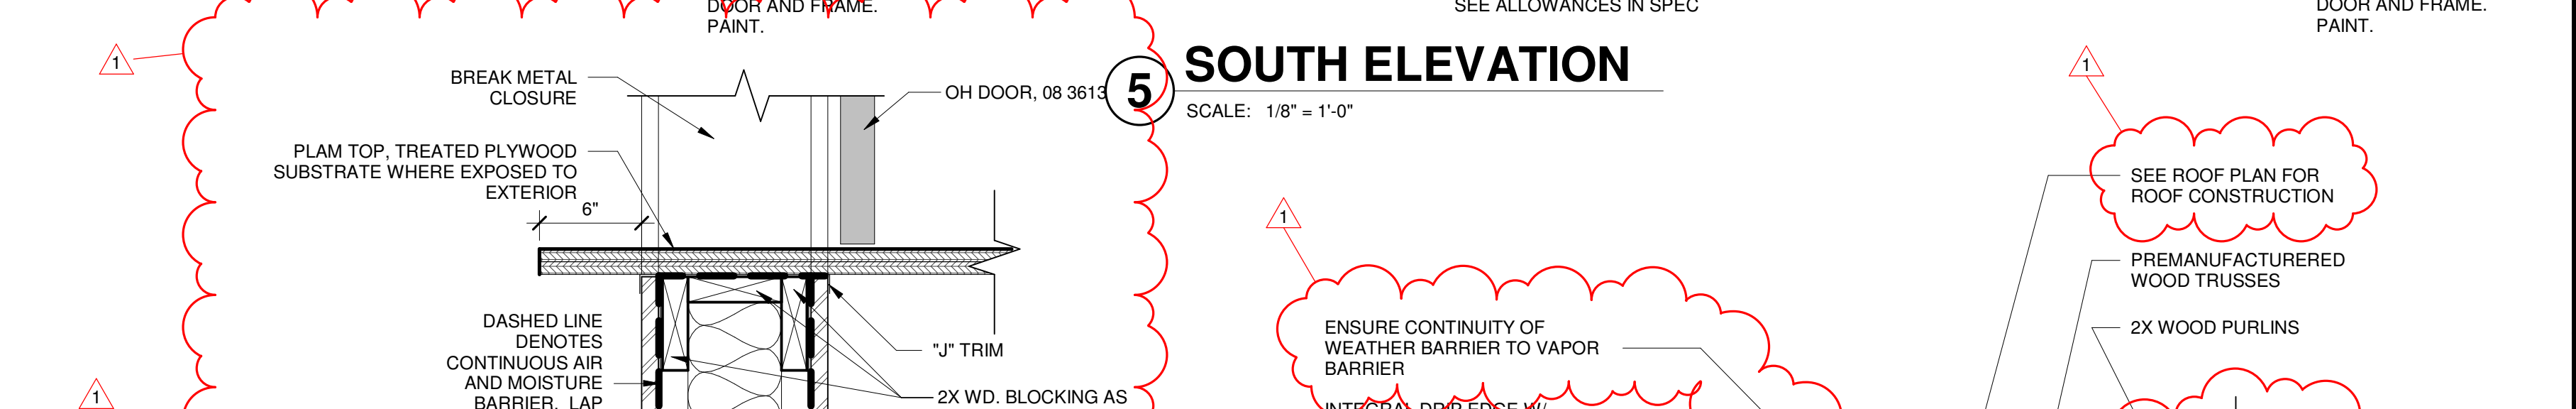 DOOR AND FRAME.
PAINT.
SEE ALLOWANCES IN SPEC
DOOR AND FRAME.
PAINT.
1
BREAK METAL
CLOSURE
OH DOOR, 08 3613
5
SOUTH ELEVATION
SCALE: 1/8" = 1'-0"
1
PLAM TOP, TREATED PLYWOOD
SUBSTRATE WHERE EXPOSED TO
EXTERIOR
6"
SEE ROOF PLAN FOR
ROOF CONSTRUCTION
1
PREMANUFACTURERED
WOOD TRUSSES
2X WOOD PURLINS
DASHED LINE
DENOTES
CONTINUOUS AIR
AND MOISTURE
BARRIER. LAP
"J" TRIM
2X WD. BLOCKING AS
ENSURE CONTINUITY OF
WEATHER BARRIER TO VAPOR
BARRIER
INTEGRAL DRIP EDGE W/
1